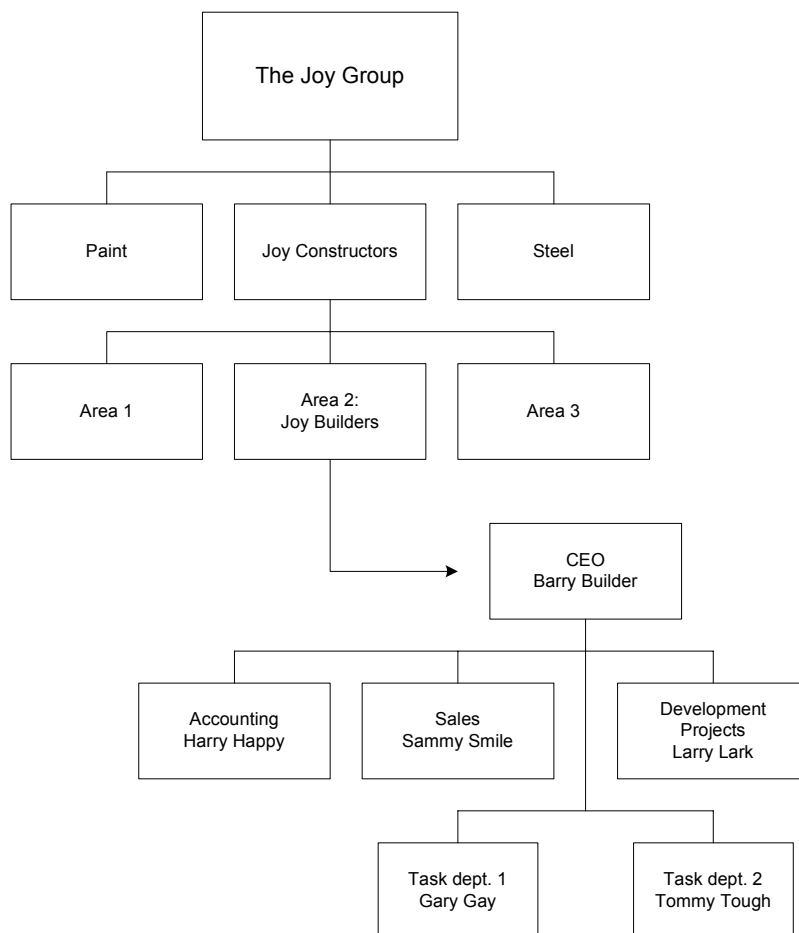 The Joy Group
Paint
Joy Constructors
Steel
Area 1
Area 2:
Joy Builders
Area 3
CEO
Barry Builder
Accounting
Harry Happy
Sales
Sammy Smile
Development
Projects
Larry Lark
Task dept. 1
Gary Gay
Task dept. 2
Tommy Tough